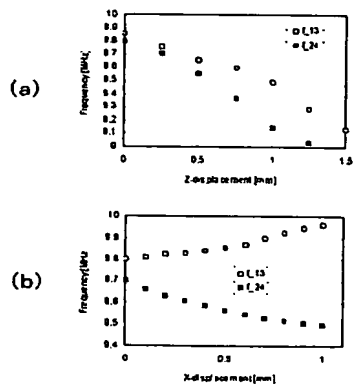 (a)
Frequency[MHz]
9.9
9.8
9.7
9.6
9.5
9.4
9.3
9.2
9.1
9
□ f_13
■ f_24
0
0.5
1
1.5
Z-displacement[mm]
(b)
Frequency[MHz
10
9.9
9.8
9.7
9.6
9.5
9.4
□ f_13
■ f_24
0
0.5
1
X-displacement[mm]